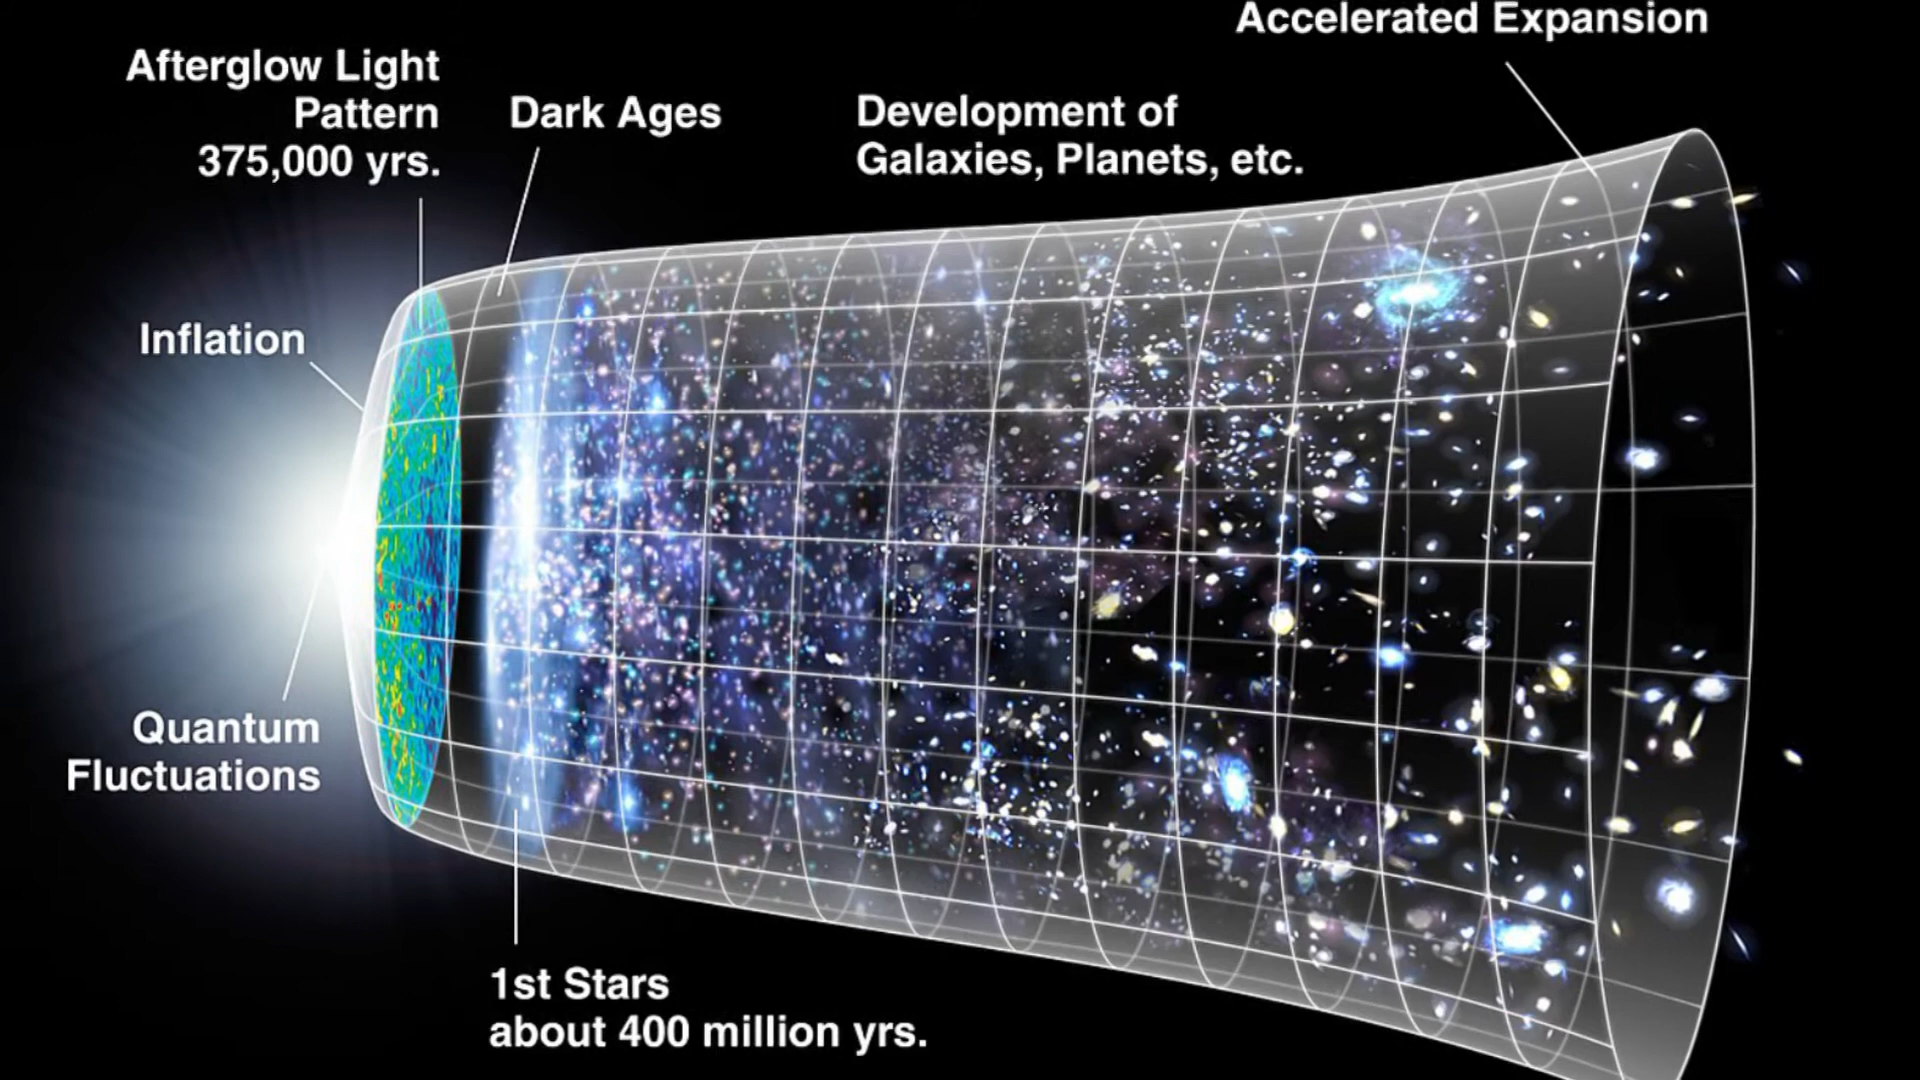 Accelerated Expansion
Afterglow Light
Pattern
375,000 yrs.
Dark Ages
Development of
Galaxies, Planets, etc.
Inflation
Quantum
Fluctuations
1st Stars
about 400 million yrs.